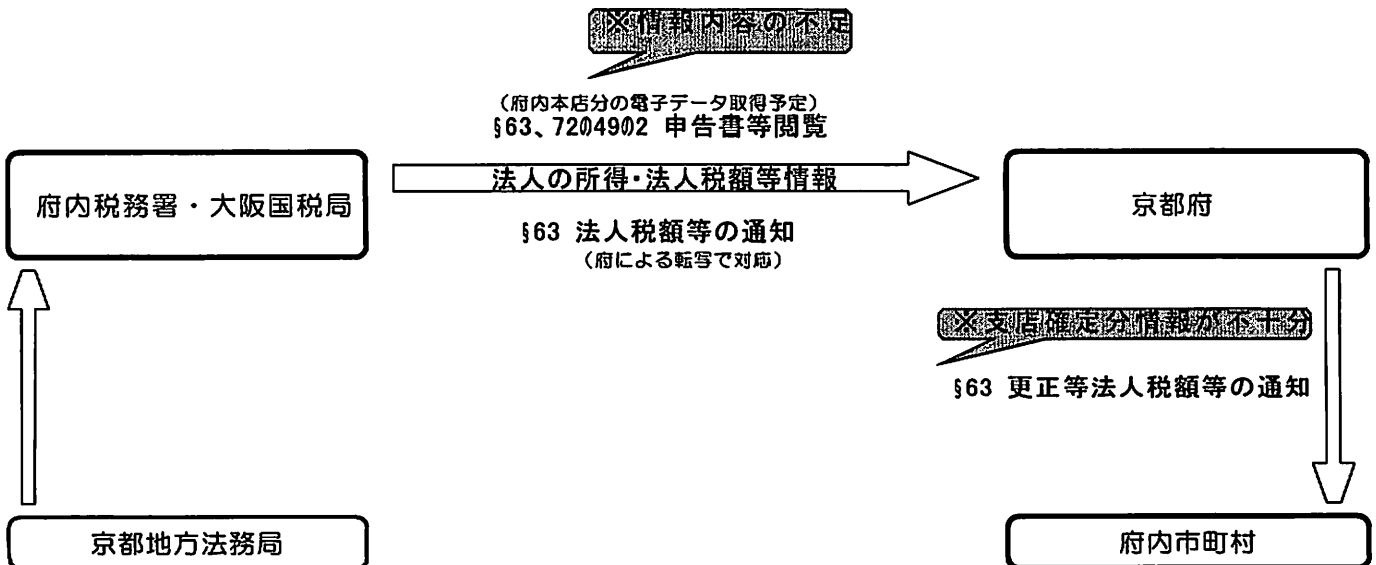 ※情報内容の不足
(府内本店分の電子データ取得予定)
§63、72の49の2 申告書等閲覧
府内税務署・大阪国税局
法人の所得・法人税額等情報
京都府
§63 法人税額等の通知
(府による転写で対応)
※支店確定分情報が不十分
§63 更正等法人税額等の通知
京都地方法務局
府内市町村